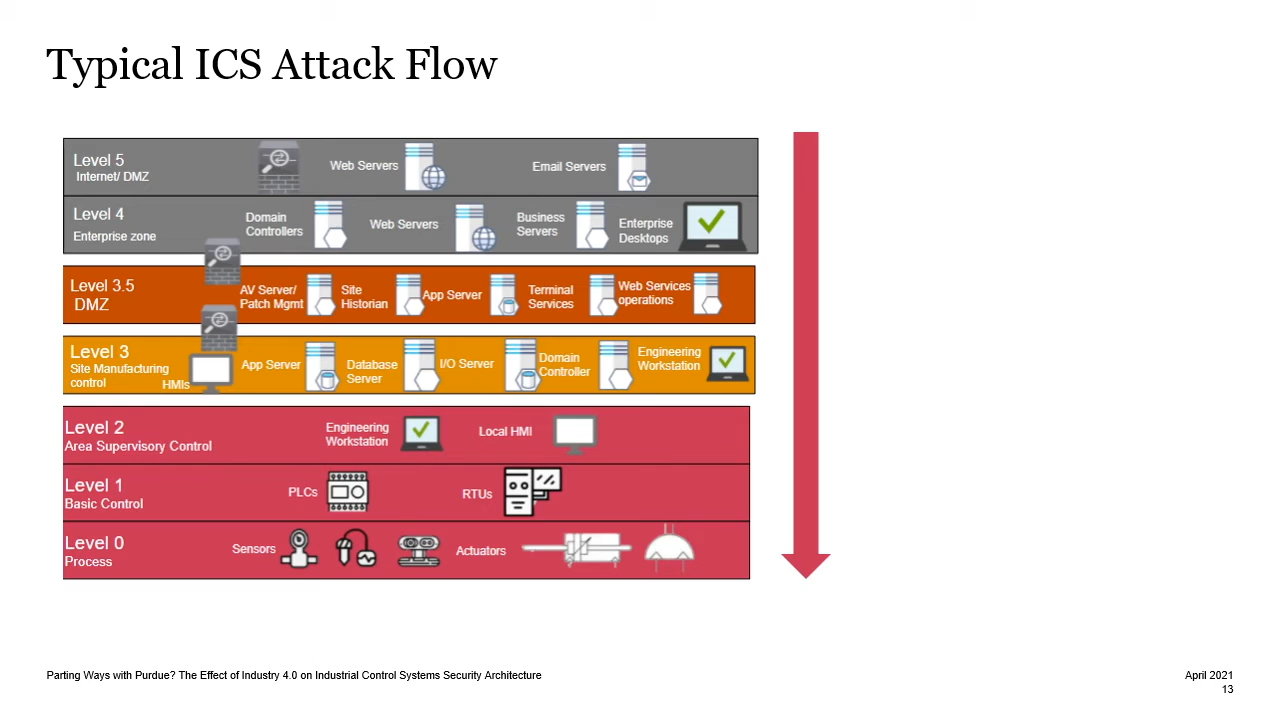 Typical ICS Attack Flow
Level 5
Internet/ DMZ
Web Servers
Email Servers
Level 4
Enterprise zone
Domain
Controllers
Web Servers
Business
Servers
Enterprise
Desktops
Level 3.5
DMZ
AV Server/
Patch Mgmt
Site
Historian
App Server
Terminal
Services
Web Services
operations
Level 3
Site Manufacturing
control
HMIs
App Server
Database
Server
I/O Server
Domain
Controller
Engineering
Workstation
Level 2
Area Supervisory Control
Engineering
Workstation
Local HMI
Level 1
Basic Control
PLCs
RTUs
Level 0
Process
Sensors
Actuators
Parting Ways with Purdue? The Effect of Industry 4.0 on Industrial Control Systems Security Architecture
April 2021
13